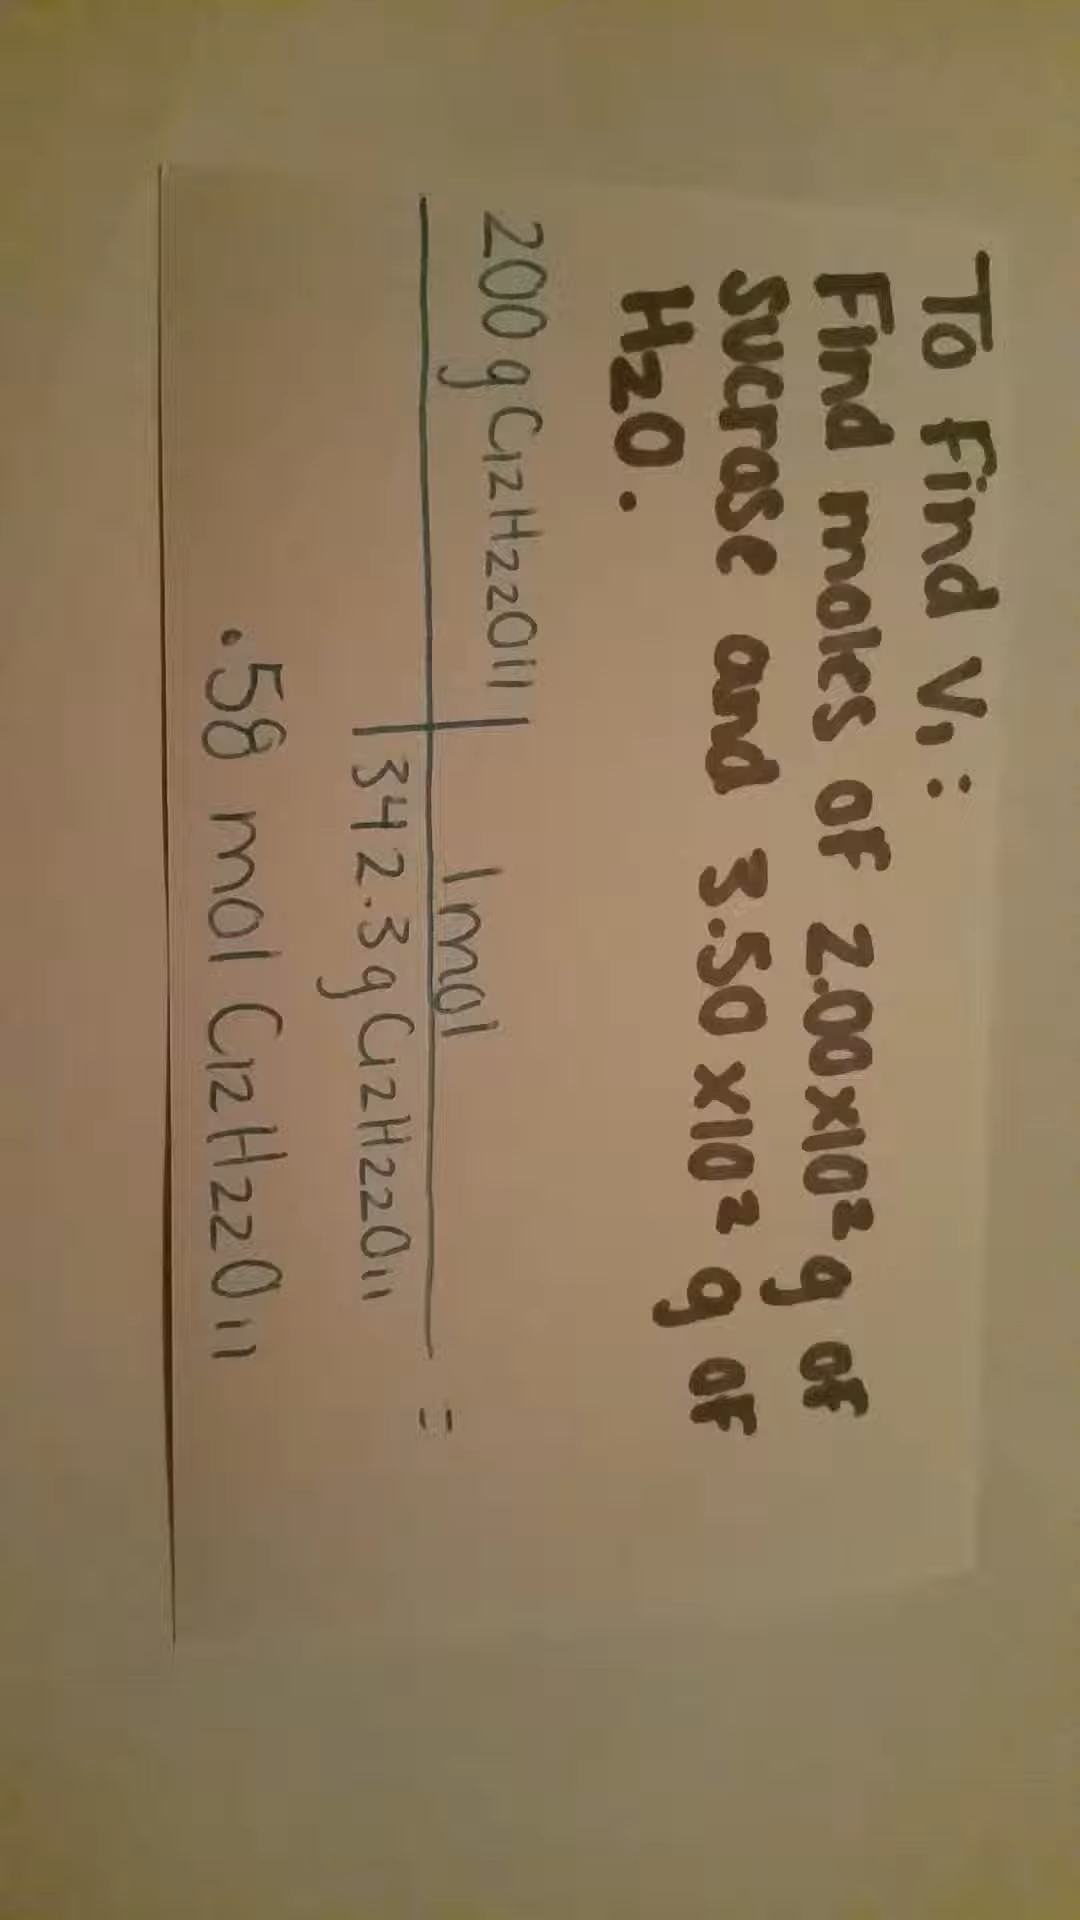 To Find V₁:
Find moles of 2.00x10² g of
sucrose and 3.50x10² g of
H₂O.
200 g C₁₂H₂₂O₁₁ 1 mol
=
342.3 g C₁₂H₂₂O₁₁
.58 mol C₁₂H₂₂O₁₁